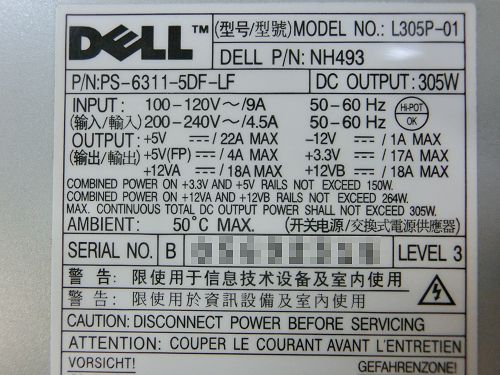 DELL™ (型号/型號)MODEL NO.: L305P-01
DELL P/N: NH493
P/N:PS-6311-5DF-LF DC OUTPUT: 305W
INPUT: 100-120V～/9A 50-60 Hz HI-POT
(输入/輸入) 200-240V～/4.5A 50-60 Hz OK
OUTPUT: +5V ⎓/22A MAX -12V ⎓/1A MAX
(输出/輸出) +5V(FP) ⎓/4A MAX +3.3V ⎓/17A MAX
+12VA ⎓/18A MAX +12VB ⎓/18A MAX
COMBINED POWER ON +3.3V AND +5V RAILS NOT EXCEED 150W.
COMBINED POWER ON +12VA AND +12VB RAILS NOT EXCEED 264W.
MAX. CONTINUOUS TOTAL DC OUTPUT POWER SHALL NOT EXCEED 305W.
AMBIENT: 50°C MAX. (开关电源/交換式電源供應器)
SERIAL NO. B LEVEL 3
警告: 限使用于信息技术设备及室内使用
警告: 限使用於資訊設備及室內使用
CAUTION: DISCONNECT POWER BEFORE SERVICING
ATTENTION: COUPER LE COURANT AVANT L'ENTRETIEN
VORSICHT! GEFAHRENZONE!